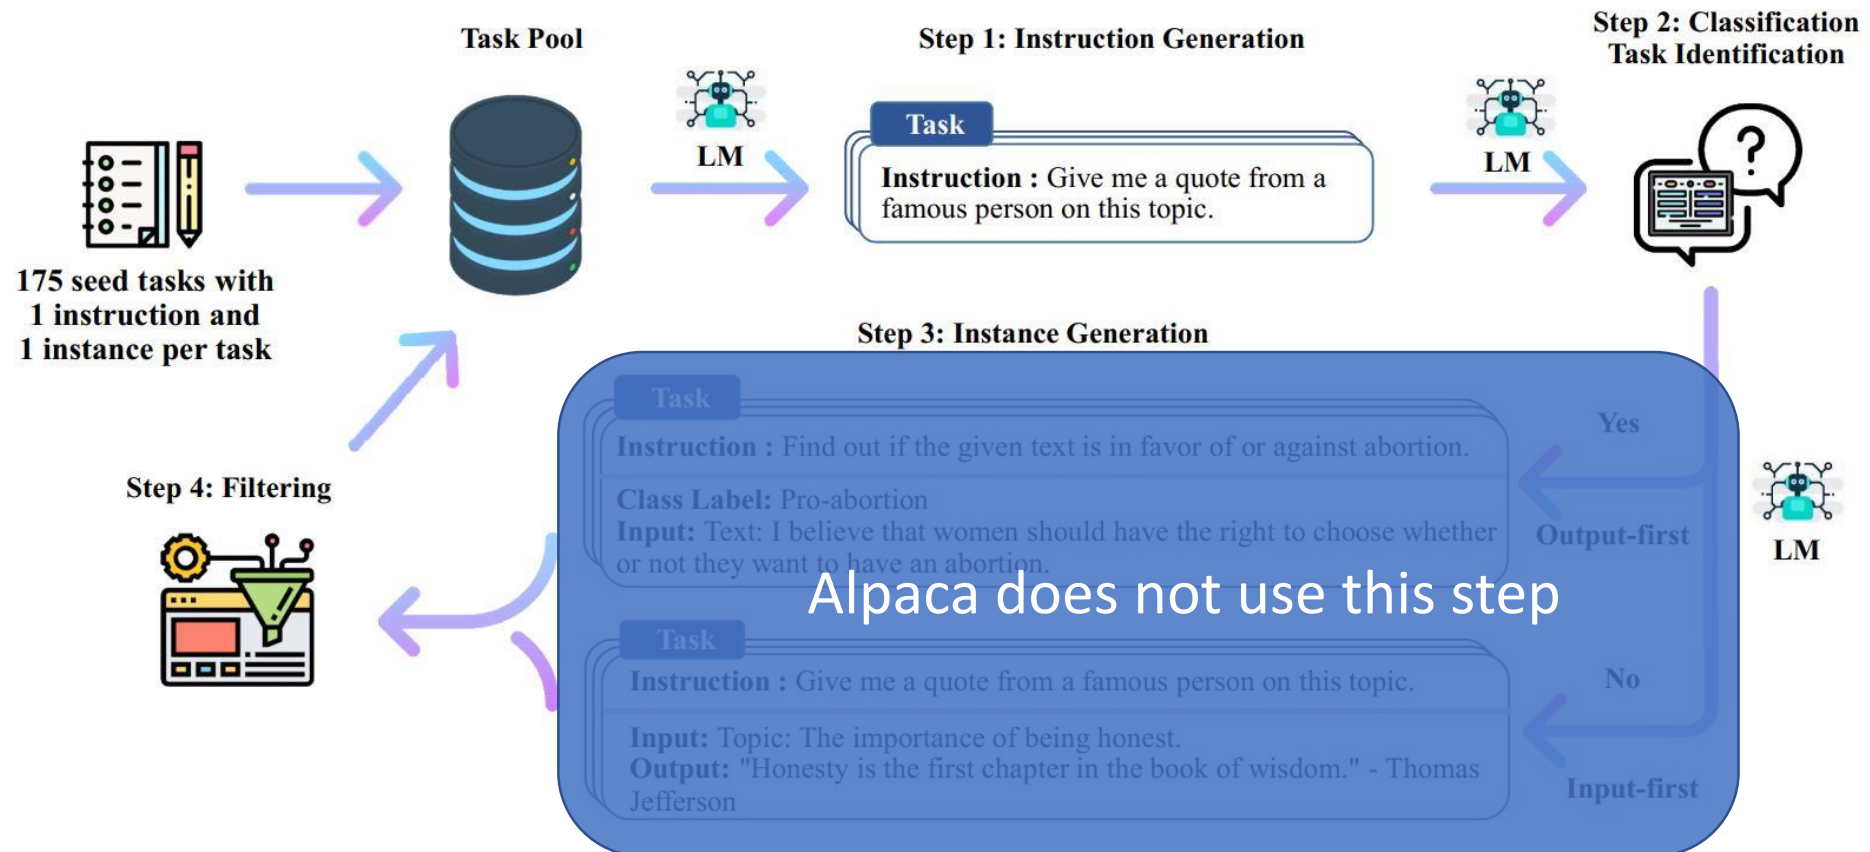 Task Pool
Step 1: Instruction Generation
Step 2: Classification
Task Identification
LM
LM
Task
Instruction : Give me a quote from a
famous person on this topic.
175 seed tasks with
1 instruction and
1 instance per task
Step 3: Instance Generation
Task
Instruction : Find out if the given text is in favor of or against abortion.
Class Label: Pro-abortion
Input: Text: I believe that women should have the right to choose whether
or not they want to have an abortion.
Yes
Output-first
LM
Alpaca does not use this step
Task
Instruction : Give me a quote from a famous person on this topic.
Input: Topic: The importance of being honest.
Output: "Honesty is the first chapter in the book of wisdom." - Thomas
Jefferson
No
Input-first
Step 4: Filtering